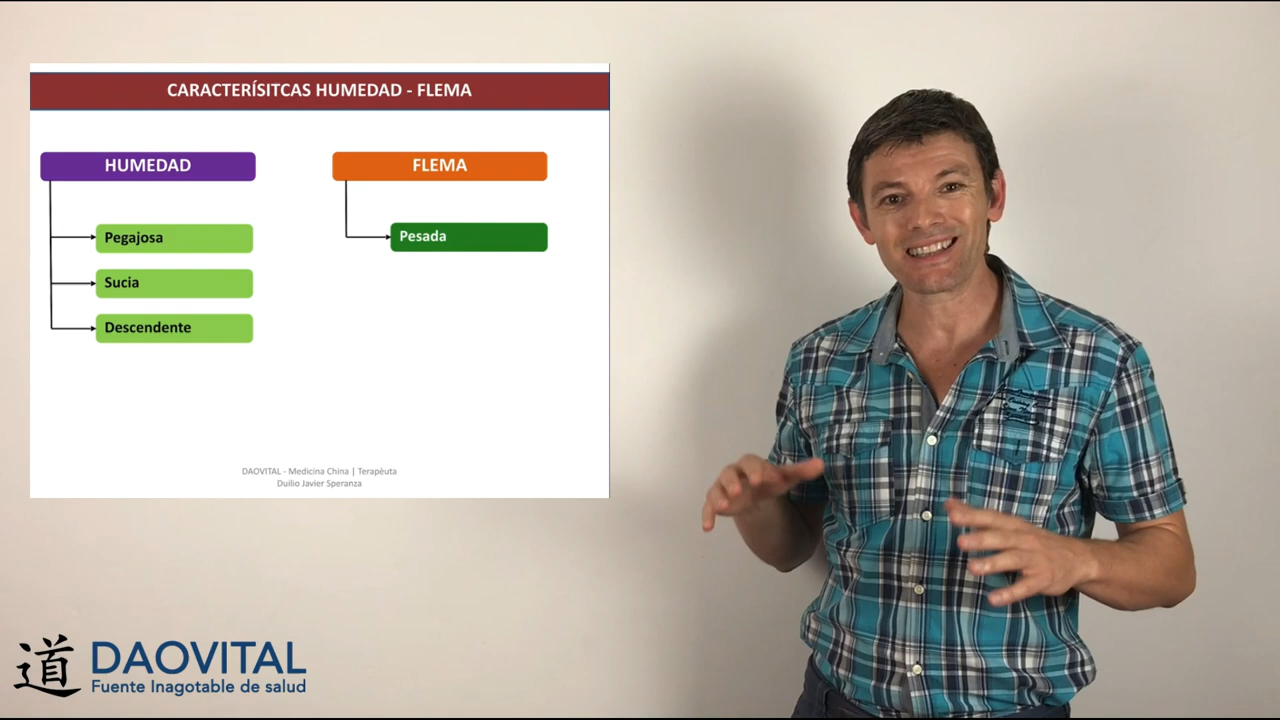 CARACTERÍSITCAS HUMEDAD - FLEMA
HUMEDAD
Pegajosa
Sucia
Descendente
FLEMA
Pesada
DAOVITAL - Medicina China | Terapèuta
Duilio Javier Speranza
道 DAOVITAL
Fuente Inagotable de salud